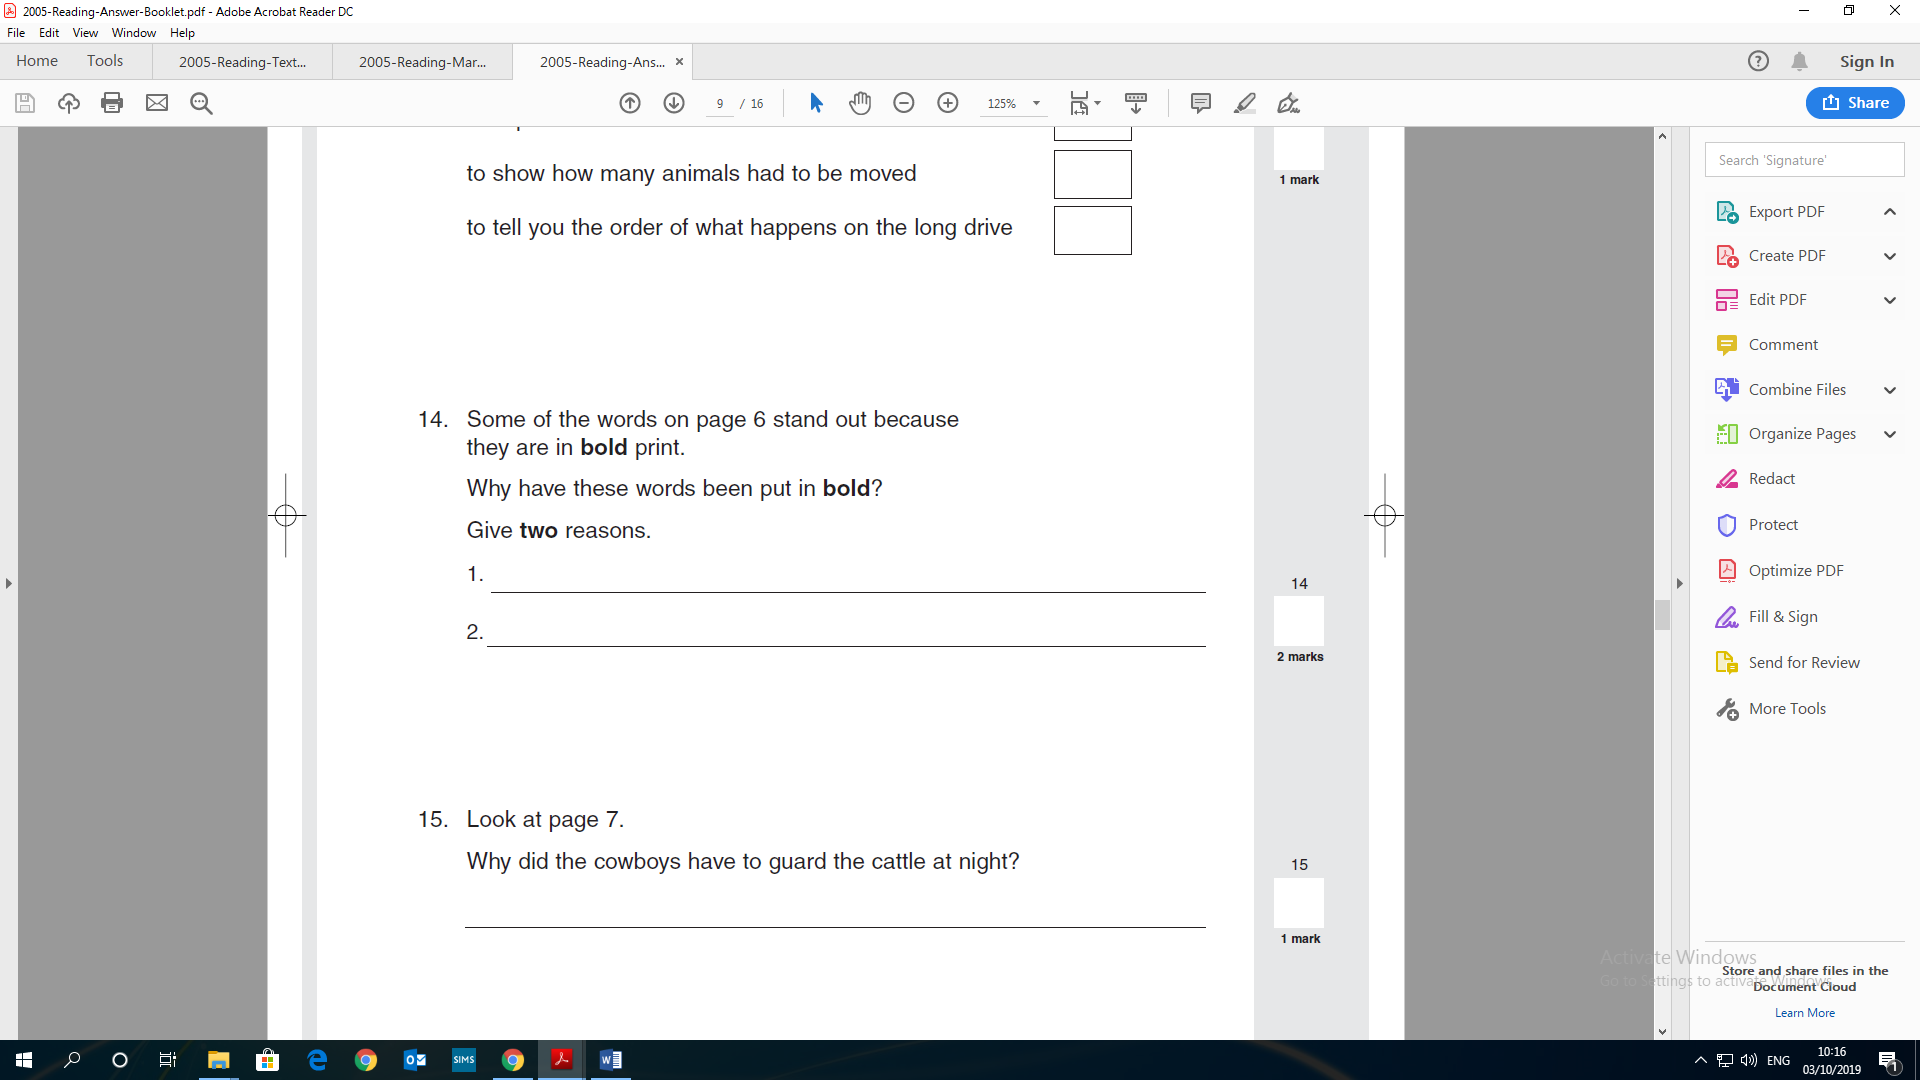 2005-Reading-Answer-Booklet.pdf - Adobe Acrobat Reader DC
File Edit View Window Help
Home Tools 2005-Reading-Text... 2005-Reading-Mar... 2005-Reading-Ans... Sign In
9 / 16 125% Share
to show how many animals had to be moved
1 mark
to tell you the order of what happens on the long drive
14. Some of the words on page 6 stand out because
they are in bold print.
Why have these words been put in bold?
Give two reasons.
1.
14
2.
2 marks
15. Look at page 7.
Why did the cowboys have to guard the cattle at night?
15
1 mark
Search 'Signature'
Export PDF
Create PDF
Edit PDF
Comment
Combine Files
Organize Pages
Redact
Protect
Optimize PDF
Fill & Sign
Send for Review
More Tools
Activate Windows
Go to Settings to activate Windows.
Store and share files in the
Document Cloud
Learn More
SIMS
ENG
10:16
03/10/2019
1